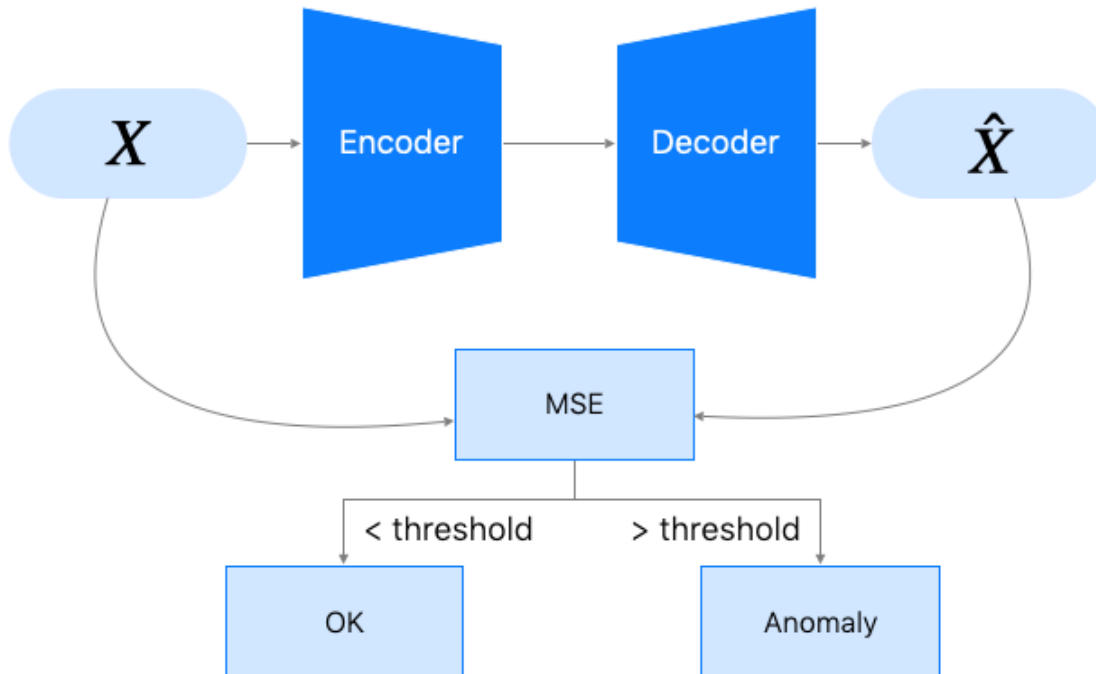 X
Encoder
Decoder
X̂
MSE
< threshold
> threshold
OK
Anomaly